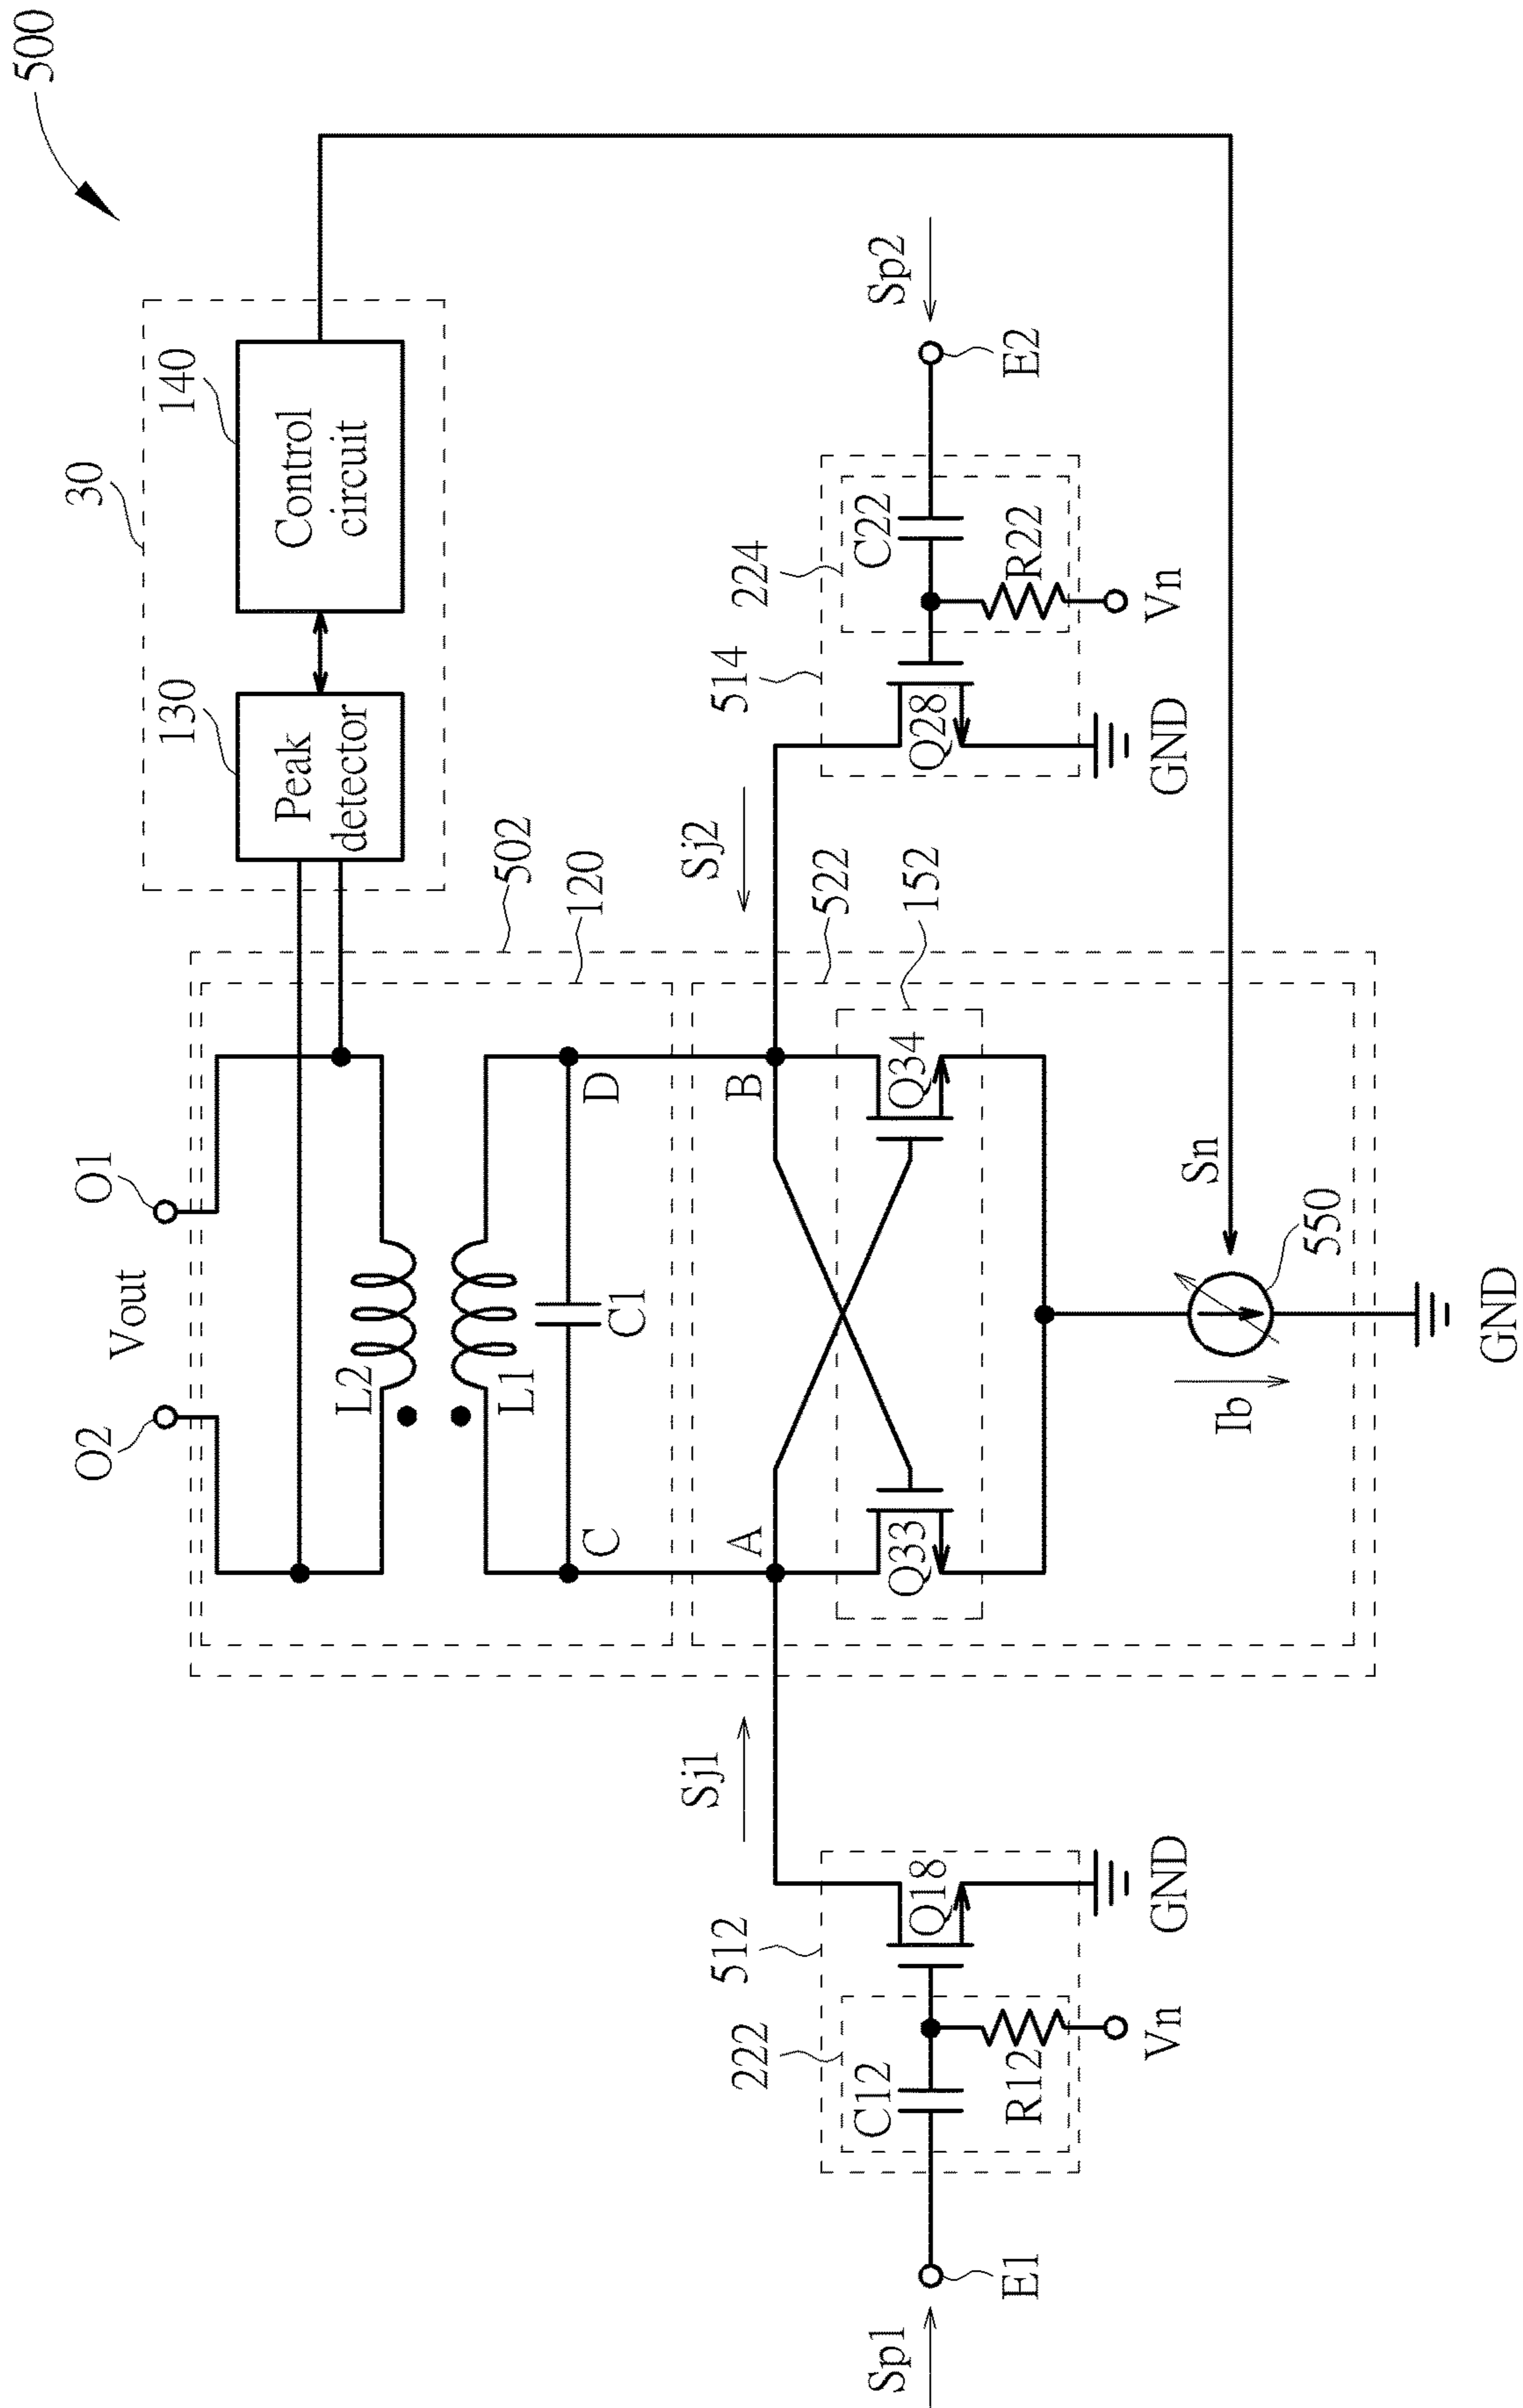 500
30
140
Control
circuit
130
Peak
detector
O1
Vout
O2
502
120
L2
L1
C1
C
D
Sp2
E2
224
C22
R22
Vn
514
Q28
GND
Sj2
522
152
B
A
Q34
Q33
Sn
550
Ib
GND
Sj1
512
Q18
GND
222
C12
R12
Vn
E1
Sp1